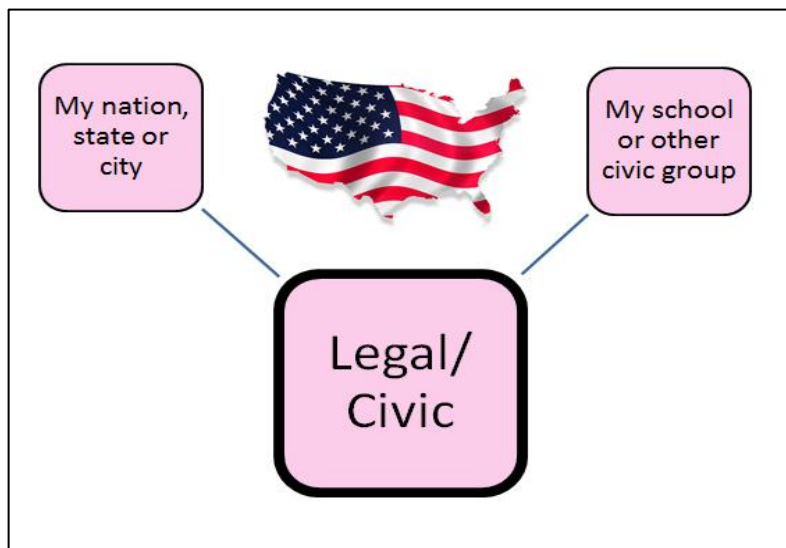 My nation,
state or
city
My school
or other
civic group
Legal/
Civic